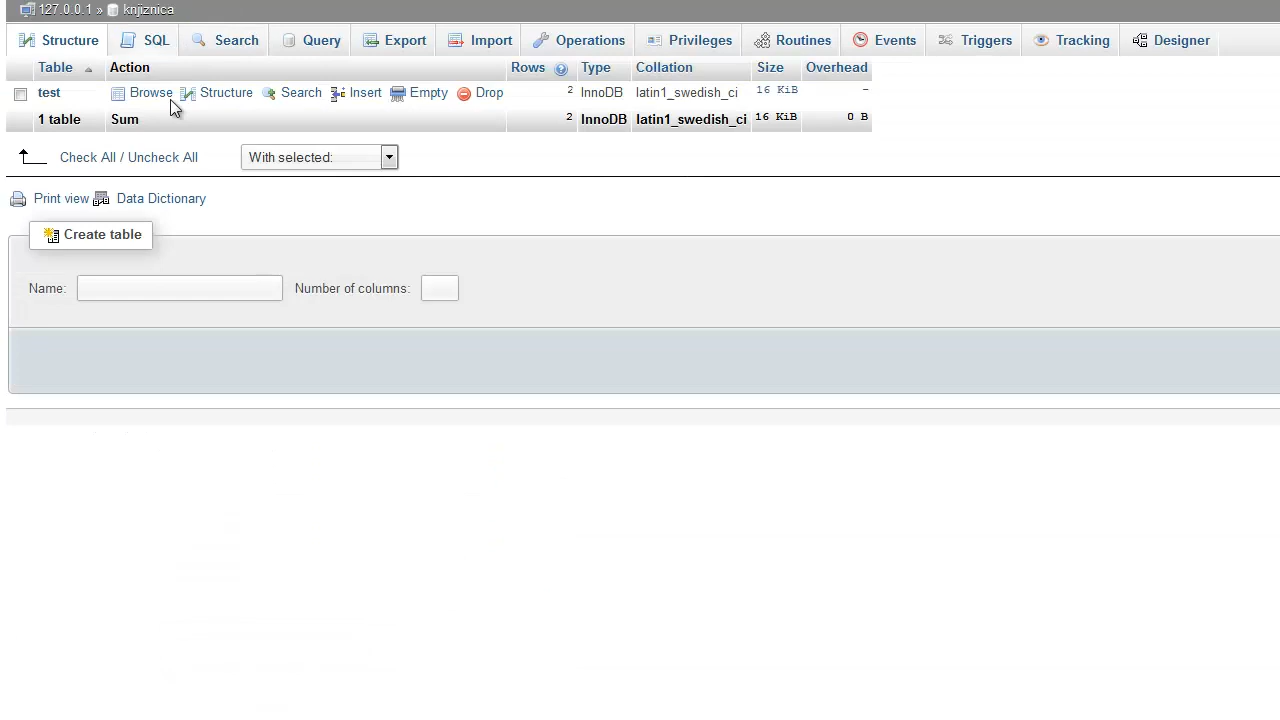 127.0.0.1 » knjiznica
Structure SQL Search Query Export Import Operations Privileges Routines Events Triggers Tracking Designer
Table Action Rows Type Collation Size Overhead
test Browse Structure Search Insert Empty Drop 2 InnoDB latin1_swedish_ci 16 KiB -
1 table Sum 2 InnoDB latin1_swedish_ci 16 KiB 0 B
Check All / Uncheck All With selected:
Print view Data Dictionary
Create table
Name: Number of columns: